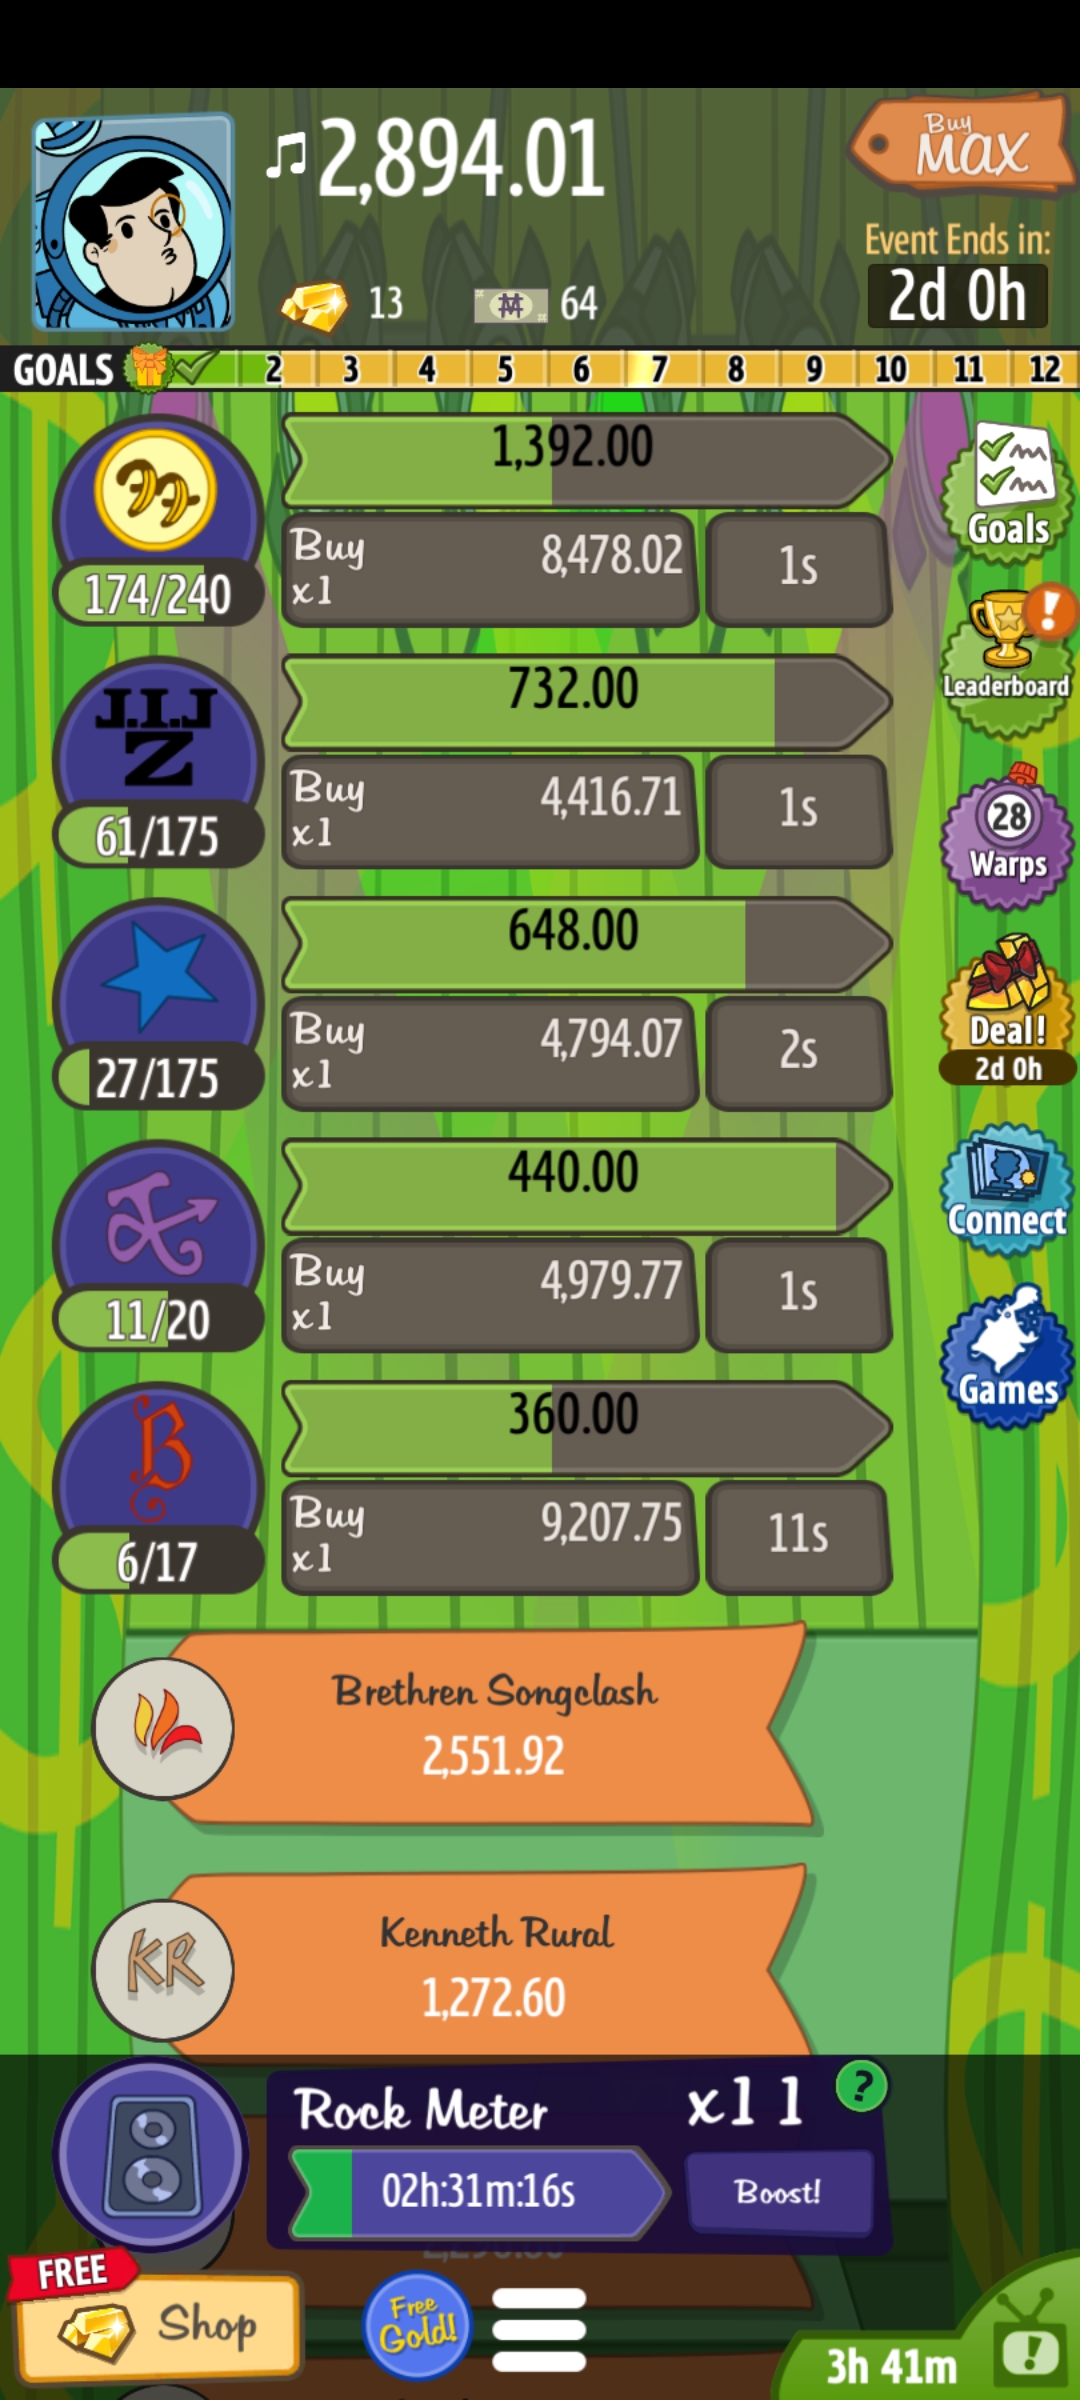 2,894.01
Buy
MAX
Event Ends in:
2d 0h
13
64
GOALS 2 3 4 5 6 7 8 9 10 11 12
1,392.00
Buy
x1
8,478.02
1s
174/240
Goals
J.I.J
Z
732.00
Buy
x1
4,416.71
1s
61/175
!
Leaderboard
28
Warps
648.00
Buy
x1
4,794.07
2s
27/175
Deal!
2d 0h
440.00
Buy
x1
4,979.77
1s
11/20
Connect
B
360.00
Buy
x1
9,207.75
11s
6/17
Games
Brethren Songclash
2,551.92
KR
Kenneth Rural
1,272.60
Rock Meter
x11
?
02h:31m:16s
Boost!
FREE
Shop
Free
Gold!
3h 41m
!